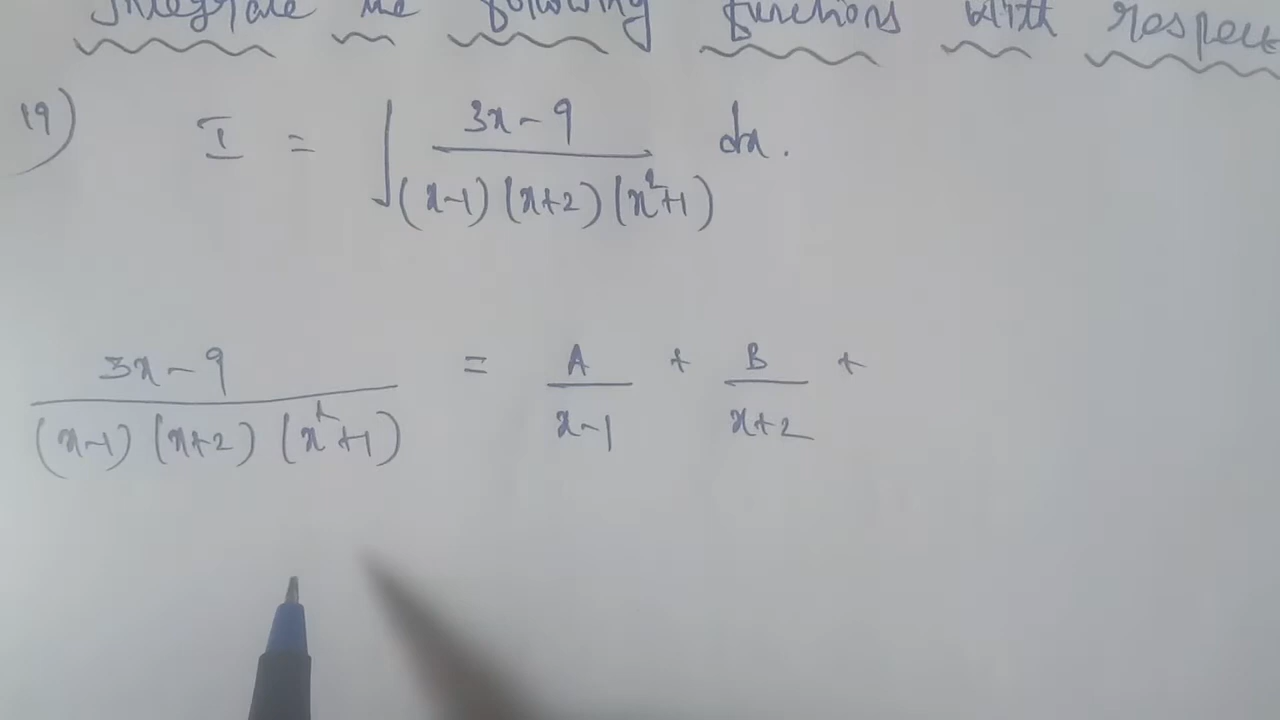 Integrate the following functions with respect
19) I = ∫ 3x - 9 / (x-1) (x+2) (x²+1) dx.
3x - 9 / (x-1) (x+2) (x²+1) = A / x-1 + B / x+2 +